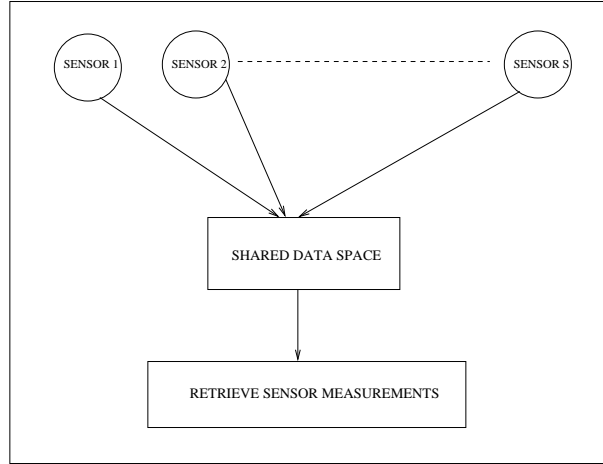 SENSOR 1
SENSOR 2
SENSOR S
SHARED DATA SPACE
RETRIEVE SENSOR MEASUREMENTS